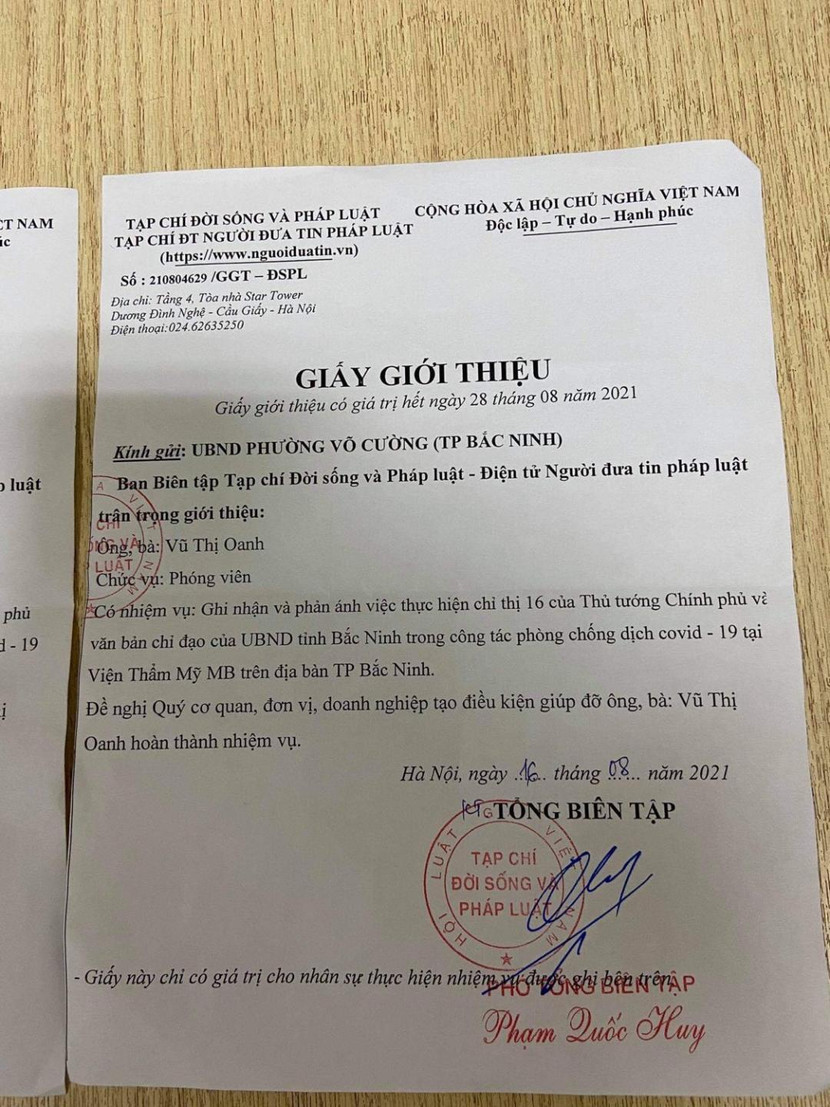 ỆT NAM
úc
p luật
phủ
d - 19
ị
TẠP CHÍ ĐỜI SỐNG VÀ PHÁP LUẬT
TẠP CHÍ ĐT NGƯỜI ĐƯA TIN PHÁP LUẬT
(https://www.nguoiduatin.vn)
Số : 210804629 /GGT – ĐSPL
Địa chỉ: Tầng 4, Tòa nhà Star Tower
Dương Đình Nghệ - Cầu Giấy - Hà Nội
Điện thoại:024.62635250
CỘNG HÒA XÃ HỘI CHỦ NGHĨA VIỆT NAM
Độc lập – Tự do – Hạnh phúc
GIẤY GIỚI THIỆU
Giấy giới thiệu có giá trị hết ngày 28 tháng 08 năm 2021
Kính gửi: UBND PHƯỜNG VÕ CƯỜNG (TP BẮC NINH)
Ban Biên tập Tạp chí Đời sống và Pháp luật - Điện tử Người đưa tin pháp luật
trân trọng giới thiệu:
Ông, bà: Vũ Thị Oanh
Chức vụ: Phóng viên
Có nhiệm vụ: Ghi nhận và phản ánh việc thực hiện chỉ thị 16 của Thủ tướng Chính phủ và
văn bản chỉ đạo của UBND tỉnh Bắc Ninh trong công tác phòng chống dịch covid - 19 tại
Viện Thẩm Mỹ MB trên địa bàn TP Bắc Ninh.
Đề nghị Quý cơ quan, đơn vị, doanh nghiệp tạo điều kiện giúp đỡ ông, bà: Vũ Thị
Oanh hoàn thành nhiệm vụ.
Hà Nội, ngày 16 tháng 08 năm 2021
KT TỔNG BIÊN TẬP
HỘI LUẬT G VIỆT NAM
TẠP CHÍ
ĐỜI SỐNG VÀ
PHÁP LUẬT
- Giấy này chỉ có giá trị cho nhân sự thực hiện nhiệm vụ được ghi bên trên.
PHÓ TỔNG BIÊN TẬP
Phạm Quốc Huy